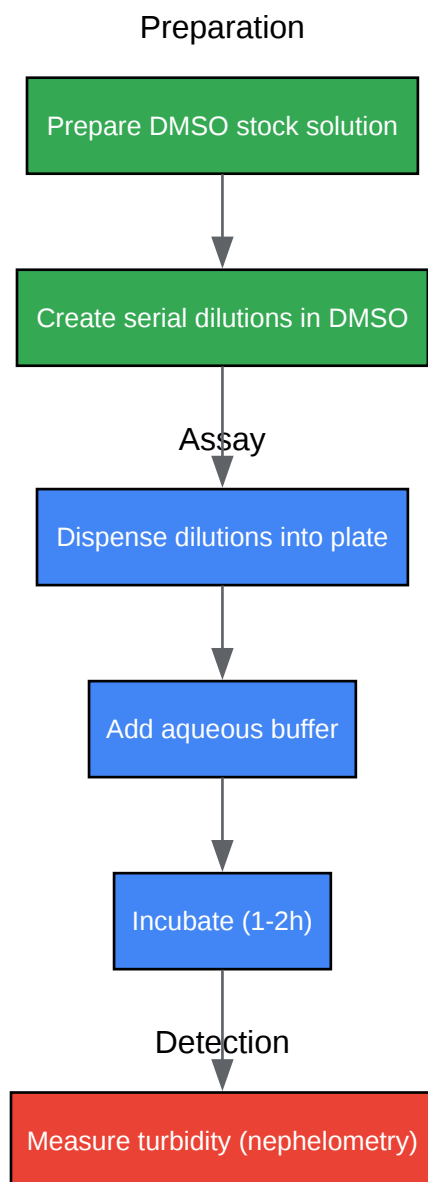 Preparation
Prepare DMSO stock solution
Create serial dilutions in DMSO
Assay
Dispense dilutions into plate
Add aqueous buffer
Incubate (1-2h)
Detection
Measure turbidity (nephelometry)